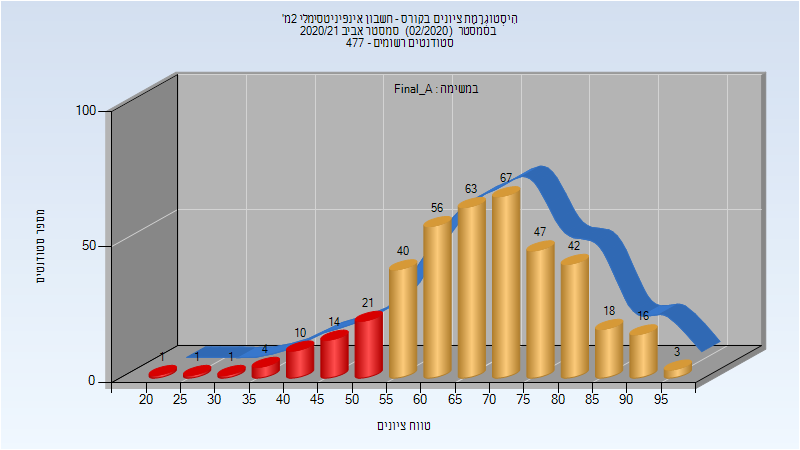 היסטוגרמת ציונים בקורס - חשבון אינפיניטסימלי 2מ'
בסמסטר (02/2020) סמסטר אביב 2020/21
סטודנטים רשומים - 477
במשימה : Final_A
מספר סטודנטים
100
50
0
1
1
1
4
10
14
21
40
56
63
67
47
42
18
16
3
20 25 30 35 40 45 50 55 60 65 70 75 80 85 90 95
טווח ציונים